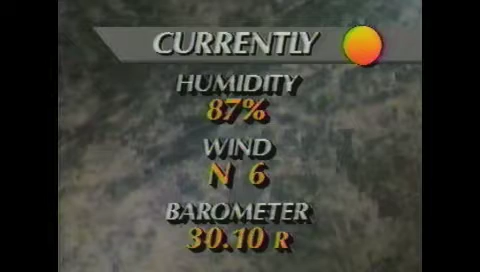 CURRENTLY
HUMIDITY
87%
WIND
N 6
BAROMETER
30.10 R